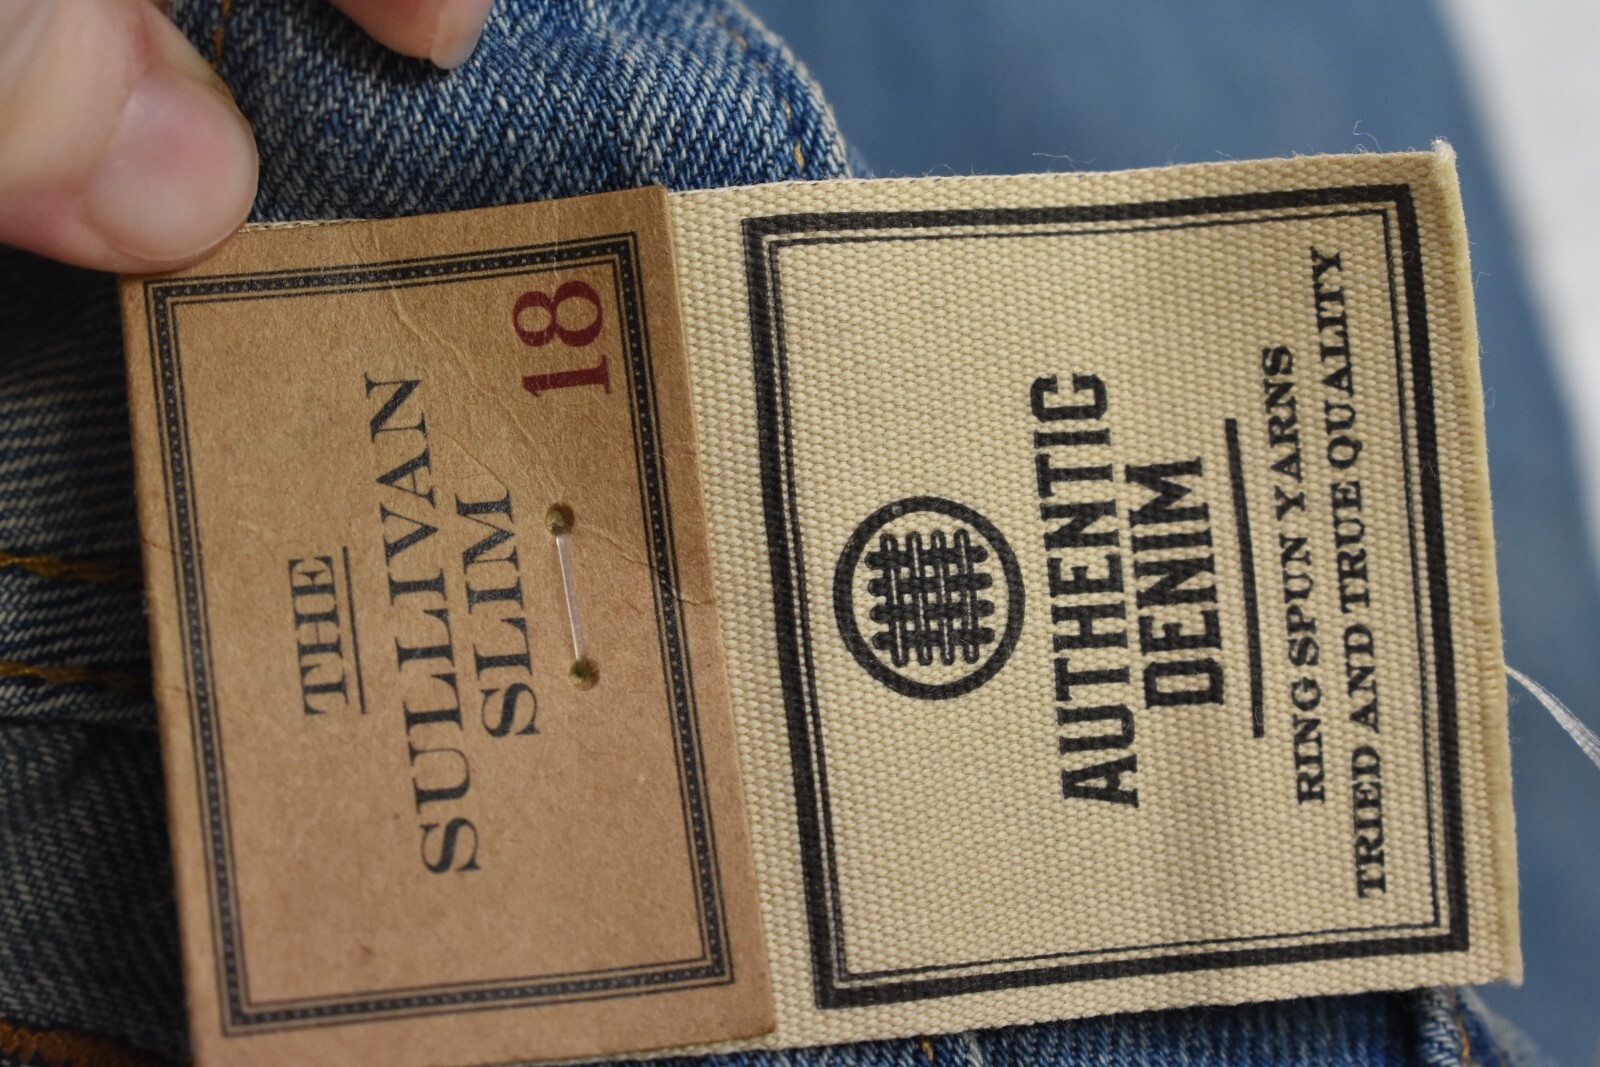 THE
SULLIVAN
SLIM
18
AUTHENTIC
DENIM
RING SPUN YARNS
TRIED AND TRUE QUALITY